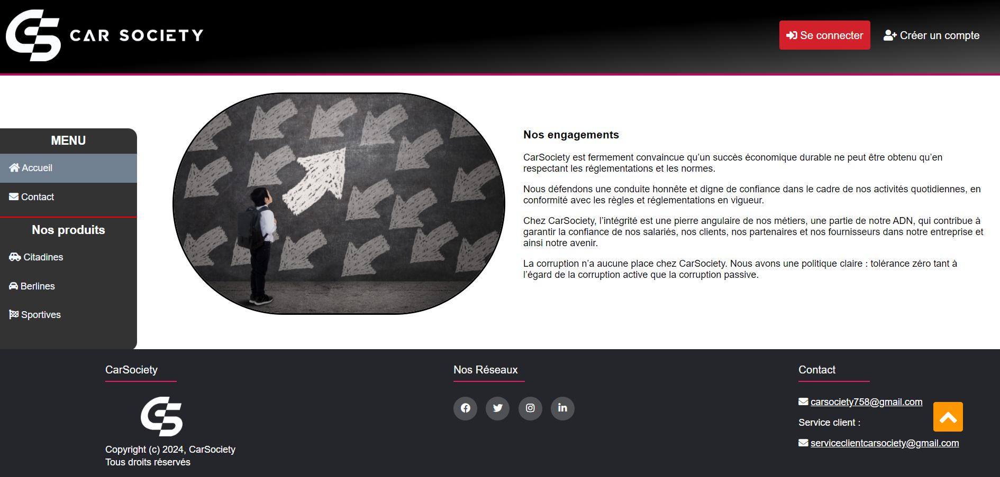 CAR SOCIETY
Se connecter
Créer un compte
MENU
Accueil
Contact
Nos produits
Citadines
Berlines
Sportives
Nos engagements
CarSociety est fermement convaincue qu’un succès économique durable ne peut être obtenu qu’en
respectant les réglementations et les normes.
Nous défendons une conduite honnête et digne de confiance dans le cadre de nos activités quotidiennes, en
conformité avec les règles et réglementations en vigueur.
Chez CarSociety, l’intégrité est une pierre angulaire de nos métiers, une partie de notre ADN, qui contribue à
garantir la confiance de nos salariés, nos clients, nos partenaires et nos fournisseurs dans notre entreprise et
ainsi notre avenir.
La corruption n’a aucune place chez CarSociety. Nous avons une politique claire : tolérance zéro tant à
l’égard de la corruption active que la corruption passive.
CarSociety
Copyright (c) 2024, CarSociety
Tous droits réservés
Nos Réseaux
Contact
carsociety758@gmail.com
Service client :
serviceclientcarsociety@gmail.com